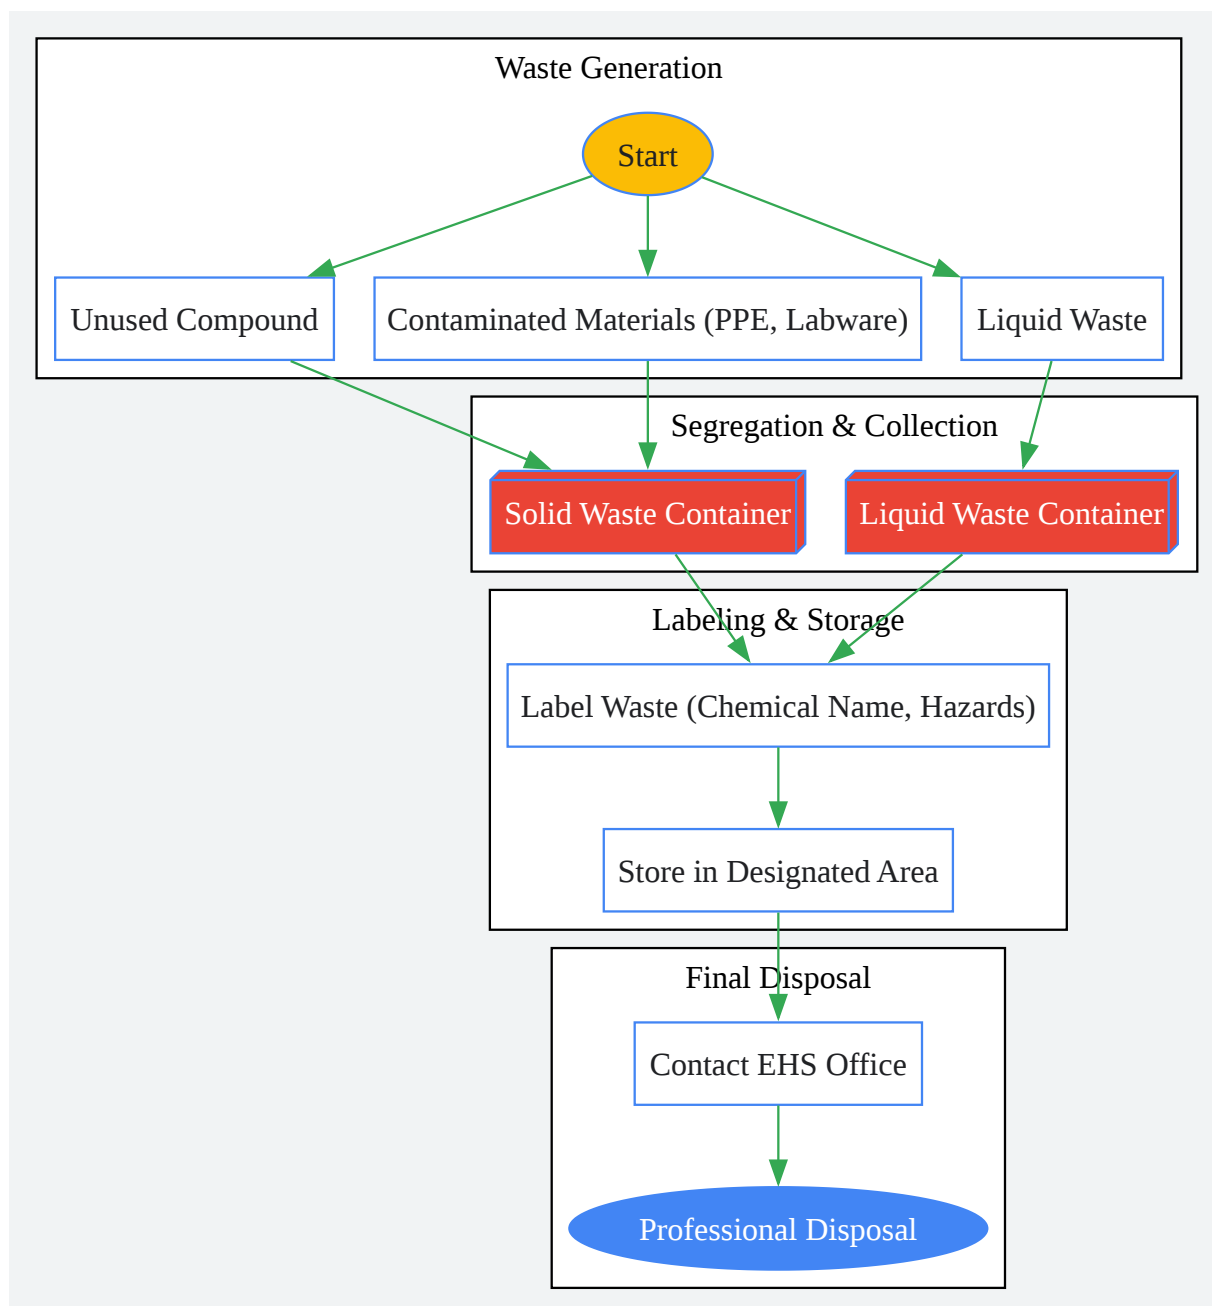 Waste Generation
Start
Unused Compound
Contaminated Materials (PPE, Labware)
Liquid Waste
Segregation & Collection
Solid Waste Container
Liquid Waste Container
Labeling & Storage
Label Waste (Chemical Name, Hazards)
Store in Designated Area
Final Disposal
Contact EHS Office
Professional Disposal